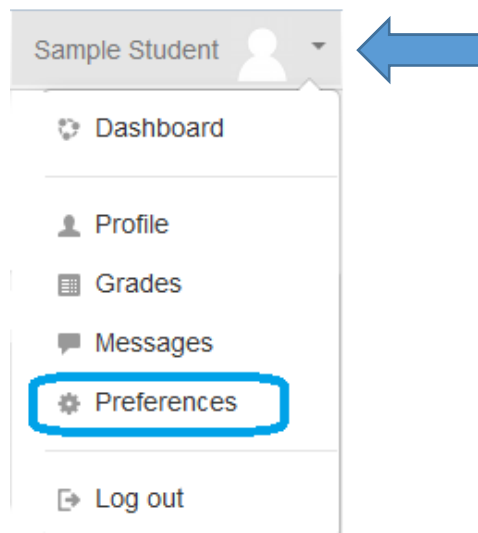 Sample Student
Dashboard
Profile
Grades
Messages
Preferences
Log out